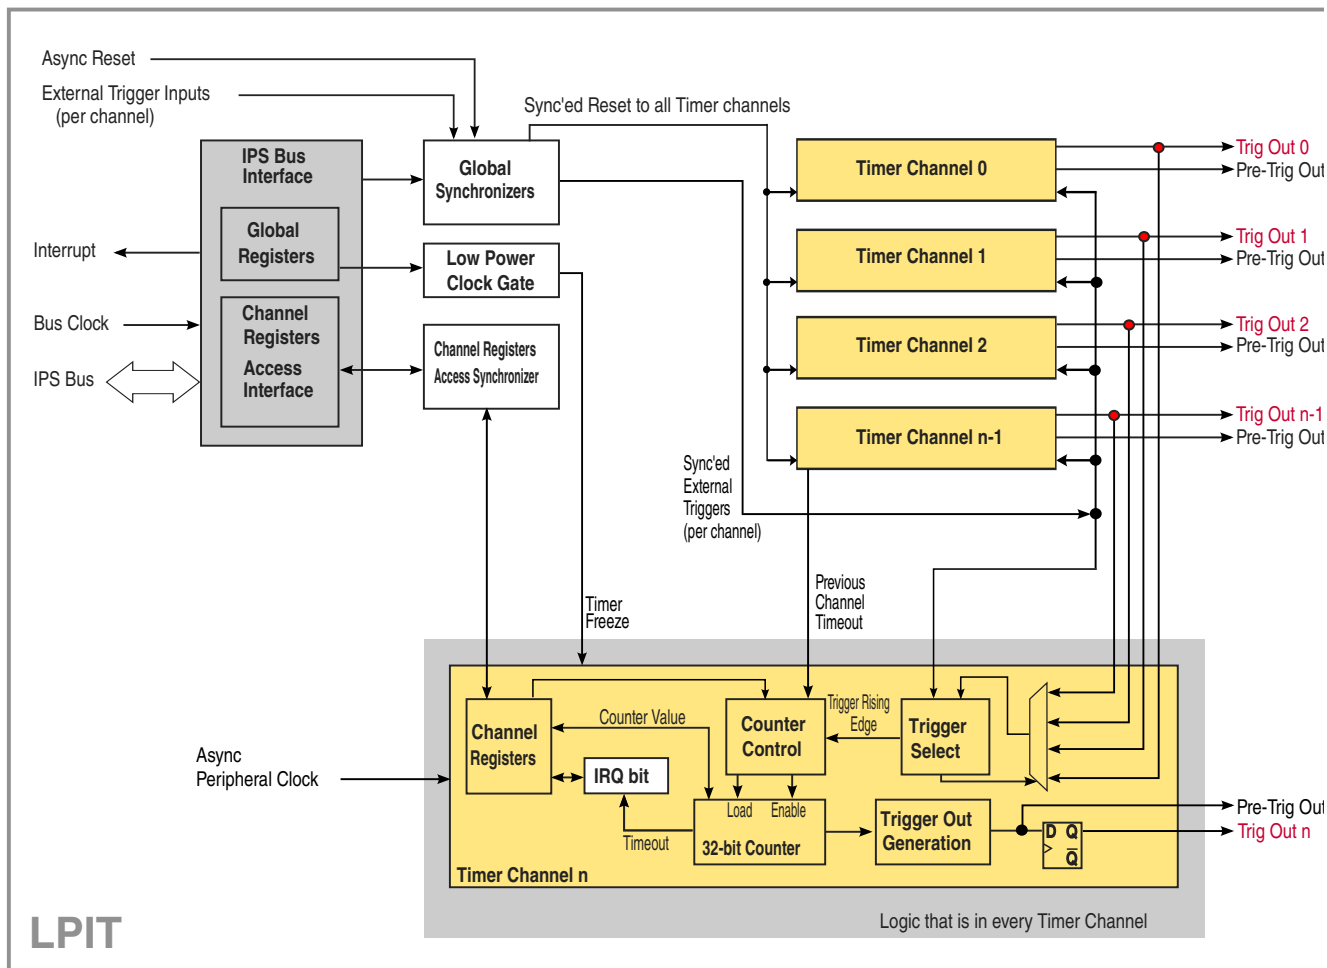 Async Reset
External Trigger Inputs
(per channel)
Sync'ed Reset to all Timer channels
IPS Bus
Interface
Global
Synchronizers
Timer Channel 0
Trig Out 0
Pre-Trig Out
Global
Registers
Interrupt
Low Power
Clock Gate
Timer Channel 1
Trig Out 1
Pre-Trig Out
Bus Clock
Channel
Registers
Access
Interface
IPS Bus
Channel Registers
Access Synchronizer
Timer Channel 2
Trig Out 2
Pre-Trig Out
Timer Channel n-1
Trig Out n-1
Pre-Trig Out
Sync'ed
External
Triggers
(per channel)
Timer
Freeze
Previous
Channel
Timeout
Channel
Registers
Counter Value
Counter
Control
Trigger Rising
Edge
Trigger
Select
Async
Peripheral Clock
IRQ bit
Load
Enable
Timeout
32-bit Counter
Trigger Out
Generation
D Q
Q
Pre-Trig Out
Trig Out n
Timer Channel n
Logic that is in every Timer Channel
LPIT